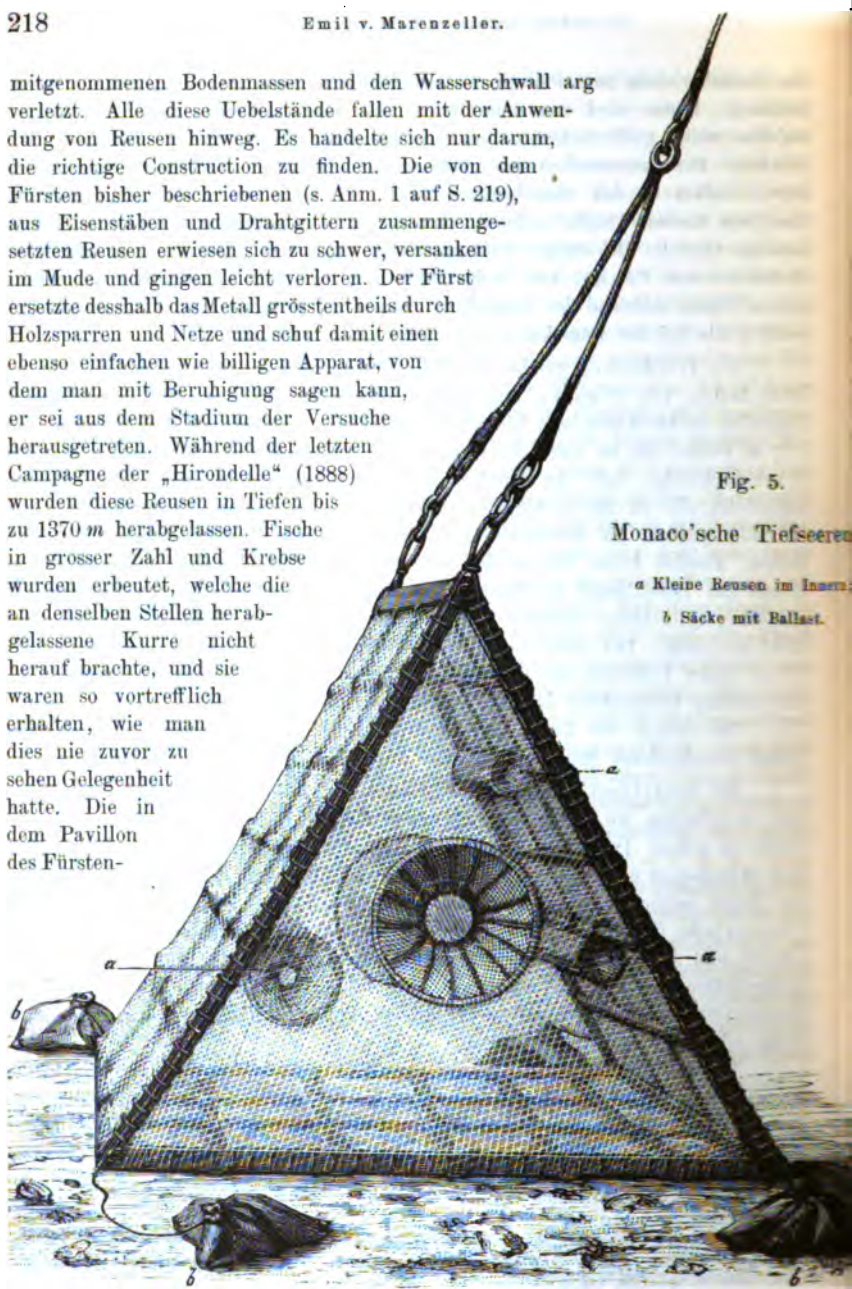 218
Emil v. Marenzeller.
mitgenommenen Bodenmassen und den Wasserschwall arg
verletzt. Alle diese Uebelstände fallen mit der Anwen-
dung von Reusen hinweg. Es handelte sich nur darum,
die richtige Construction zu finden. Die von dem
Fürsten bisher beschriebenen (s. Anm. 1 auf S. 219),
aus Eisenstäben und Drahtgittern zusammenge-
setzten Reusen erwiesen sich zu schwer, versanken
im Mude und gingen leicht verloren. Der Fürst
ersetzte desshalb das Metall grösstentheils durch
Holzsparren und Netze und schuf damit einen
ebenso einfachen wie billigen Apparat, von
dem man mit Beruhigung sagen kann,
er sei aus dem Stadium der Versuche
herausgetreten. Während der letzten
Campagne der „Hirondelle“ (1888)
wurden diese Reusen in Tiefen bis
zu 1370 m herabgelassen. Fische
in grosser Zahl und Krebse
wurden erbeutet, welche die
an denselben Stellen herab-
gelassene Kurre nicht
herauf brachte, und sie
waren so vortrefflich
erhalten, wie man
dies nie zuvor zu
sehen Gelegenheit
hatte. Die in
dem Pavillon
des Fürsten-
Fig. 5.
Monaco'sche Tiefseereu
a Kleine Reusen im Innern;
b Säcke mit Ballast.
a
a
a
b
b
b